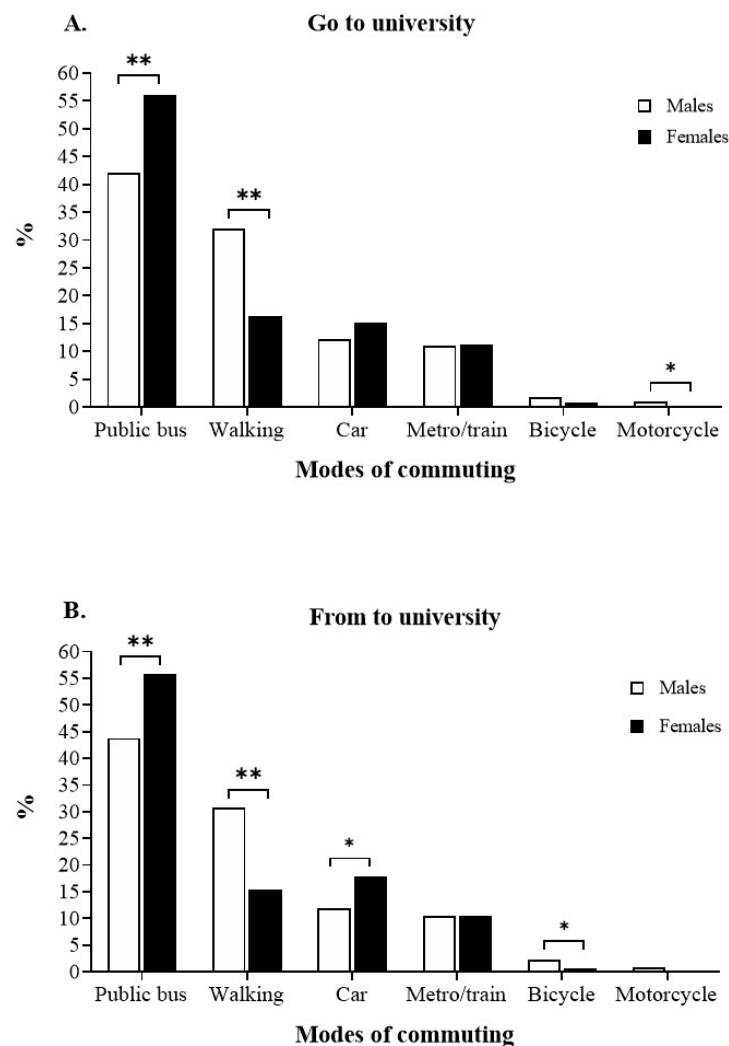 A.
Go to university
**
60
55
50
45
40
35
30
25
20
15
10
5
0
%
**
*
Males
Females
Public bus Walking Car Metro/train Bicycle Motorcycle
Modes of commuting
B.
From to university
**
60
55
50
45
40
35
30
25
20
15
10
5
0
%
**
*
*
Males
Females
Public bus Walking Car Metro/train Bicycle Motorcycle
Modes of commuting